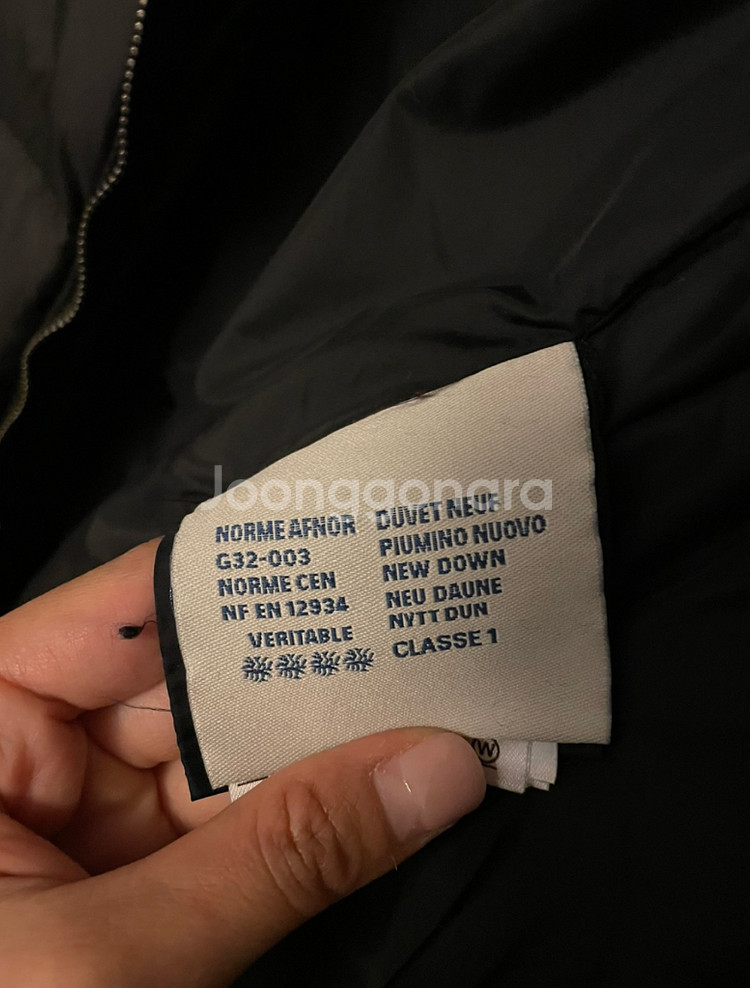 Joonggonara
NORME AFNOR
G32-003
NORME CEN
NF EN 12934
VERITABLE
DUVET NEUF
PIUMINO NUOVO
NEW DOWN
NEU DAUNE
NYTT DUN
CLASSE 1
W